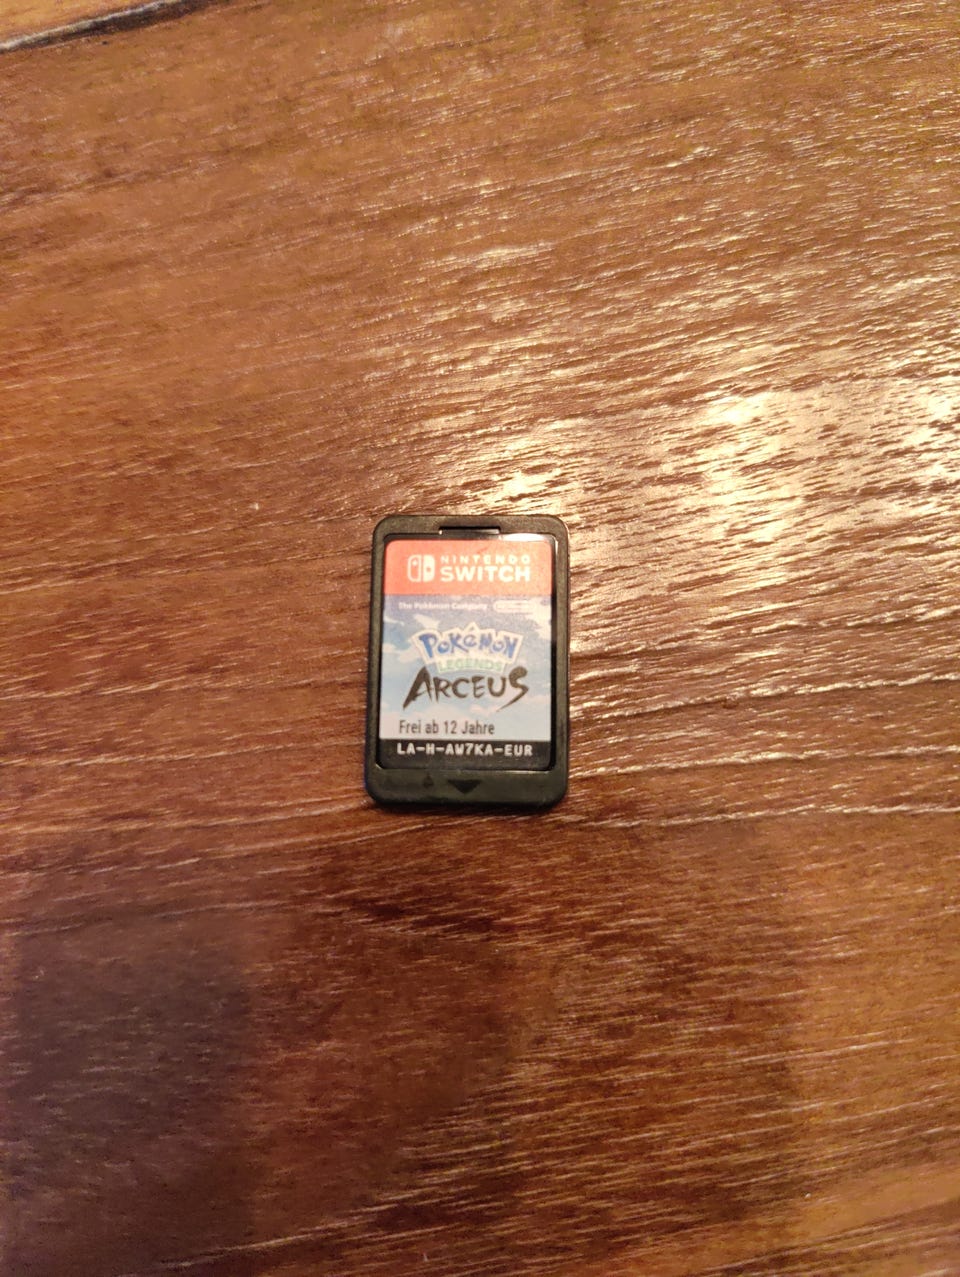 NINTENDO
SWITCH
The Pokémon Company
POKéMON
LEGENDS
ARCEUS
Frei ab 12 Jahre
LA-H-AW7KA-EUR